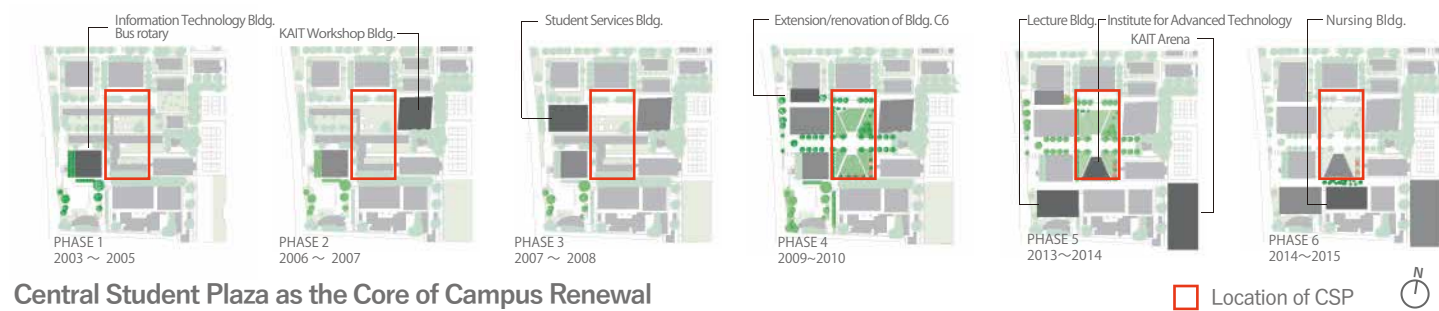 Information Technology Bldg.
Bus rotary
PHASE 1
2003 ～ 2005
KAIT Workshop Bldg.
PHASE 2
2006 ～ 2007
Student Services Bldg.
PHASE 3
2007 ～ 2008
Extension/renovation of Bldg. C6
PHASE 4
2009~2010
Lecture Bldg.
Institute for Advanced Technology
KAIT Arena
PHASE 5
2013～2014
Nursing Bldg.
PHASE 6
2014～2015
Central Student Plaza as the Core of Campus Renewal
Location of CSP
N